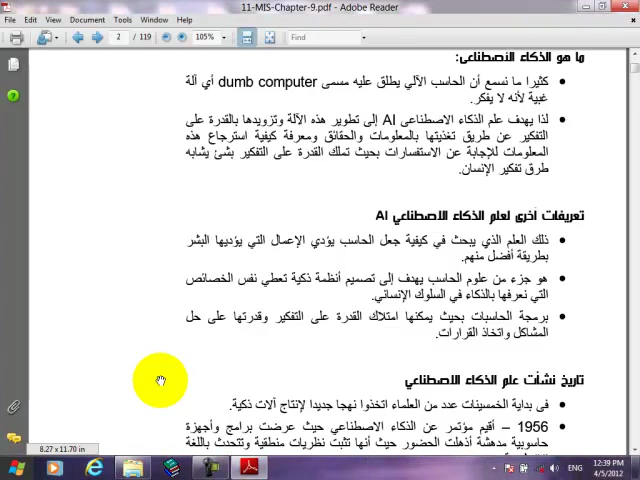 11-MIS-Chapter-9.pdf - Adobe Reader
File Edit View Document Tools Window Help
2 / 119 105% Find
ما هو الذكاء الاصطناعي:
• كثيرا ما نسمع أن الحاسب الآلي يطلق عليه مسمى dumb computer أي آلة
غبية لأنه لا يفكر.
• لذا يهدف علم الذكاء الاصطناعى AI إلى تطوير هذه الآلة وتزويدها بالقدرة على
التفكير عن طريق تغذيتها بالمعلومات والحقائق ومعرفة كيفية استرجاع هذه
المعلومات للإجابة عن الاستفسارات بحيث تملك القدرة على التفكير بشئ يشابه
طرق تفكير الإنسان.
تعريفات أخرى لعلم الذكاء الاصطناعي AI
• ذلك العلم الذي يبحث في كيفية جعل الحاسب يؤدي الإعمال التي يؤديها البشر
بطريقة أفضل منهم.
• هو جزء من علوم الحاسب يهدف إلى تصميم أنظمة ذكية تعطي نفس الخصائص
التي نعرفها بالذكاء في السلوك الإنساني.
• برمجة الحاسبات بحيث يمكنها امتلاك القدرة على التفكير وقدرتها على حل
المشاكل واتخاذ القرارات.
تاريخ نشأت علم الذكاء الاصطناعي
• فى بداية الخمسينات عدد من العلماء اتخذوا نهجا جديدا لإنتاج آلات ذكية.
• 1956 – أقيم مؤتمر عن الذكاء الاصطناعي حيث عرضت برامج وأجهزة
حاسوبية مدهشة أذهلت الحضور حيث أنها تثبت نظريات منطقية وتتحدث باللغة
8.27 x 11.70 in
ENG
12:39 PM
4/5/2012